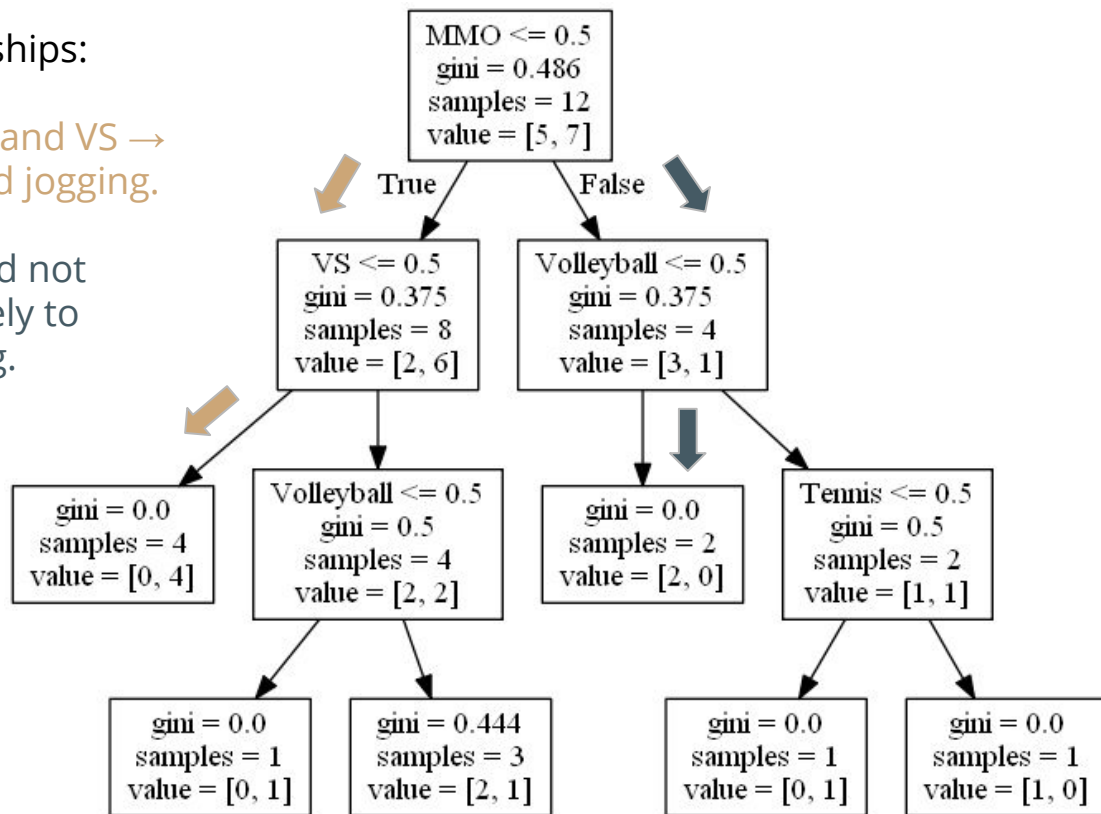 ships:
and VS →
d jogging.
d not
ely to
g.
MMO <= 0.5
gini = 0.486
samples = 12
value = [5, 7]
True
False
VS <= 0.5
gini = 0.375
samples = 8
value = [2, 6]
Volleyball <= 0.5
gini = 0.375
samples = 4
value = [3, 1]
gini = 0.0
samples = 4
value = [0, 4]
Volleyball <= 0.5
gini = 0.5
samples = 4
value = [2, 2]
gini = 0.0
samples = 2
value = [2, 0]
Tennis <= 0.5
gini = 0.5
samples = 2
value = [1, 1]
gini = 0.0
samples = 1
value = [0, 1]
gini = 0.444
samples = 3
value = [2, 1]
gini = 0.0
samples = 1
value = [0, 1]
gini = 0.0
samples = 1
value = [1, 0]